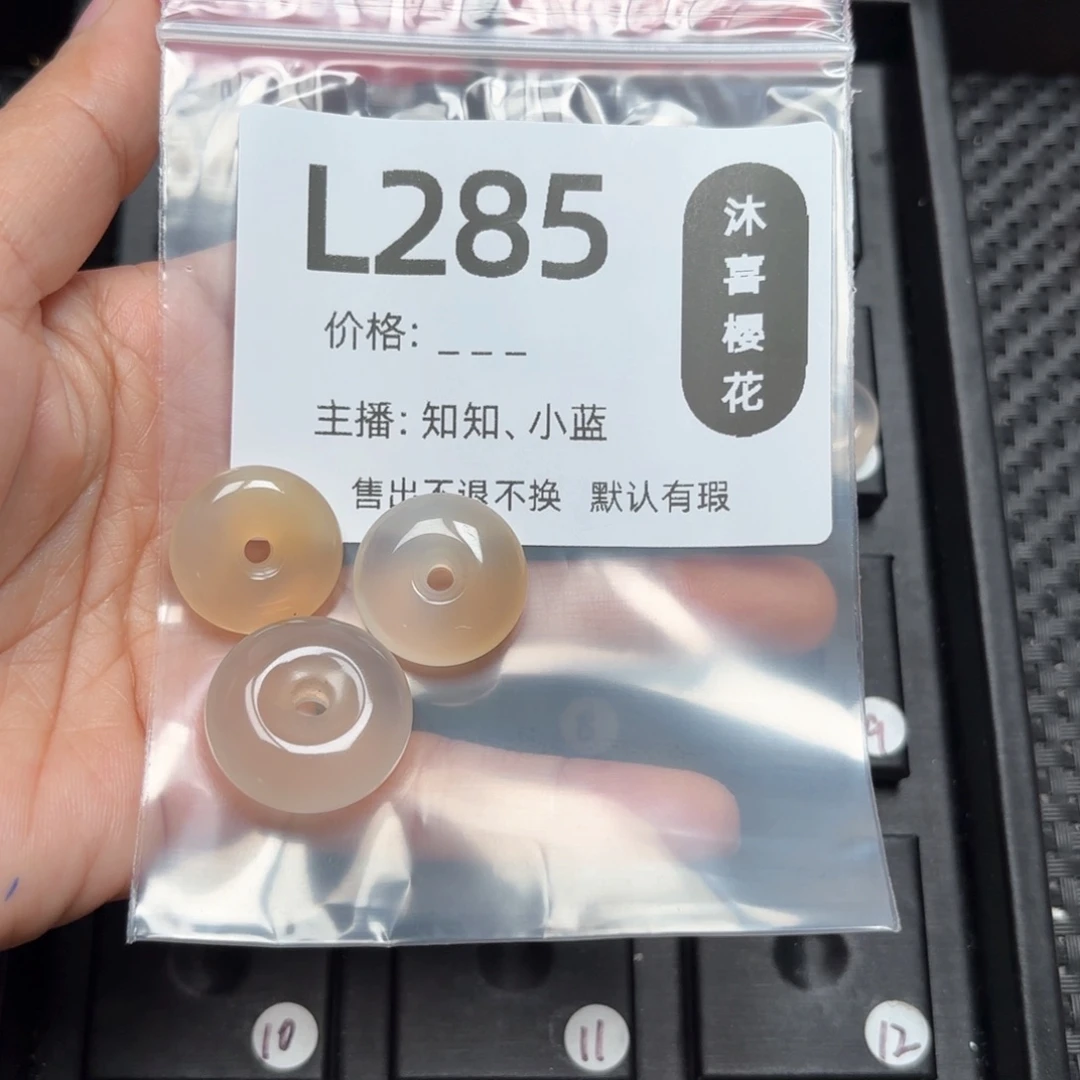 L285
沐喜樱花
价格: _ _ _
主播: 知知、小蓝
售出不退不换 默认有瑕
9
10
11
12